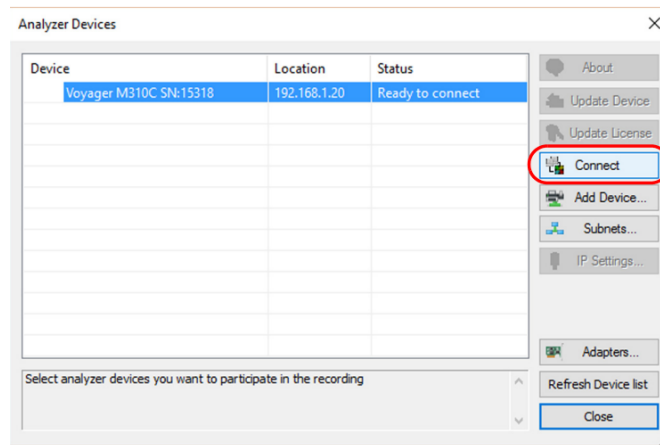 Analyzer Devices
Device Location Status
Voyager M310C SN:15318 192.168.1.20 Ready to connect
About
Update Device
Update License
Connect
Add Device...
Subnets...
IP Settings...
Adapters...
Select analyzer devices you want to participate in the recording
Refresh Device list
Close